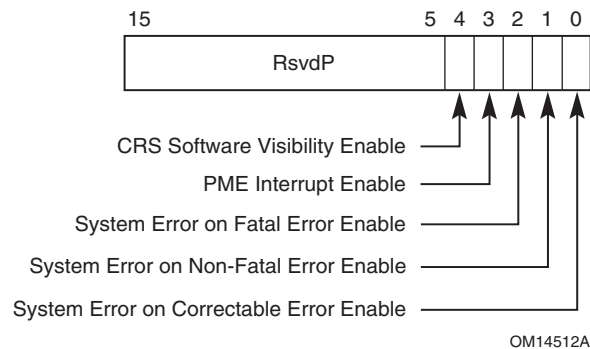 15 5 4 3 2 1 0
RsvdP
CRS Software Visibility Enable
PME Interrupt Enable
System Error on Fatal Error Enable
System Error on Non-Fatal Error Enable
System Error on Correctable Error Enable
OM14512A